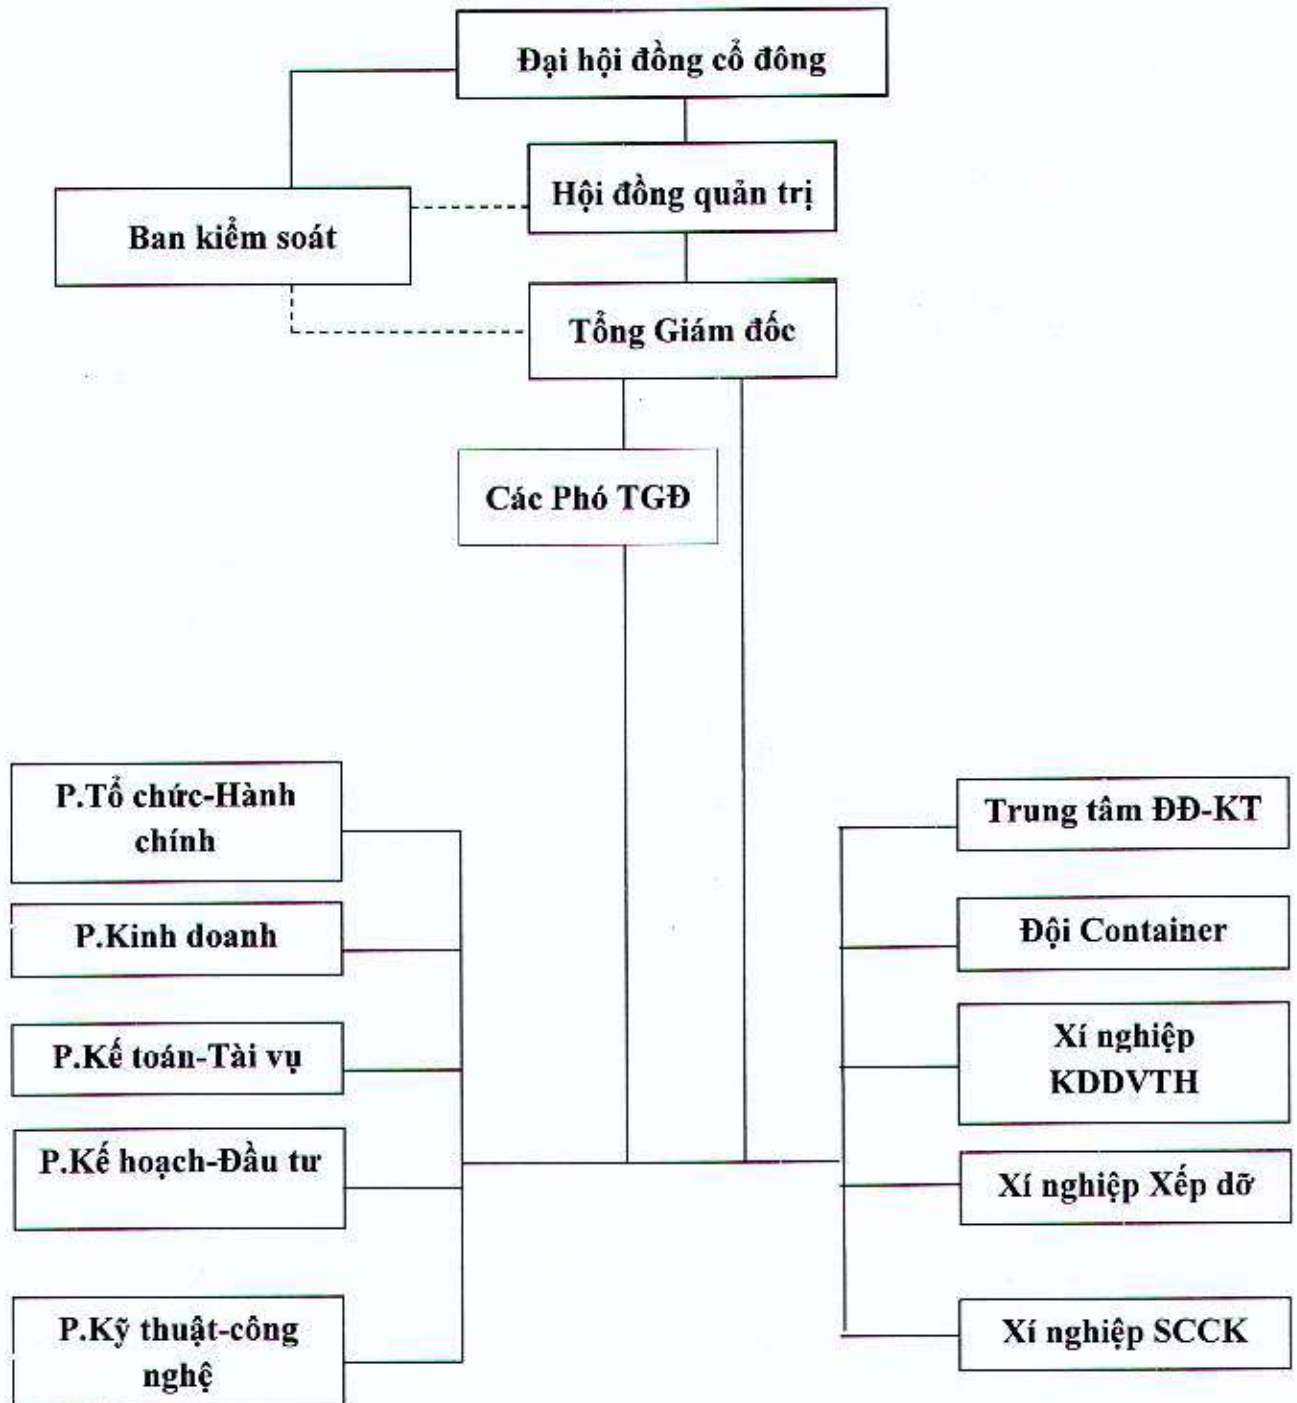 Đại hội đồng cổ đông
Hội đồng quản trị
Ban kiểm soát
Tổng Giám đốc
Các Phó TGĐ
P.Tổ chức-Hành
chính
P.Kinh doanh
P.Kế toán-Tài vụ
P.Kế hoạch-Đầu tư
P.Kỹ thuật-công
nghệ
Trung tâm ĐĐ-KT
Đội Container
Xí nghiệp
KDDVTH
Xí nghiệp Xếp dỡ
Xí nghiệp SCCK